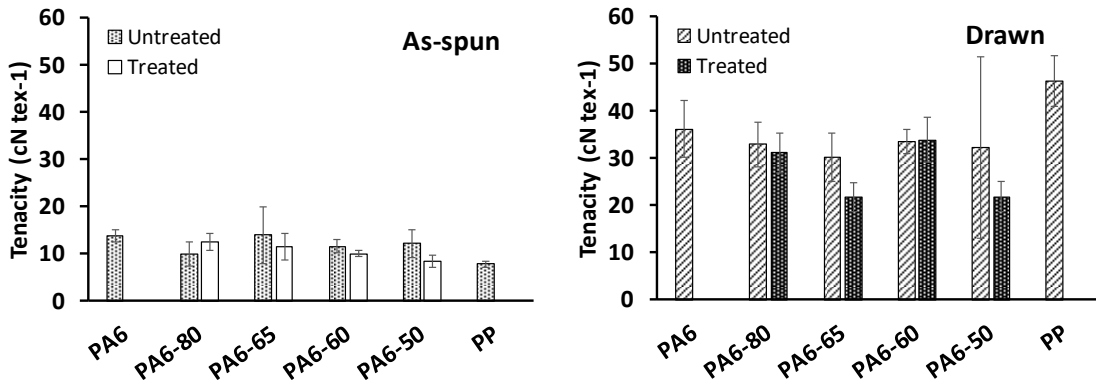 60
50
40
30
20
10
0
Tenacity (cN tex-1)
Untreated
Treated
As-spun
PA6
PA6-80
PA6-65
PA6-60
PA6-50
PP
60
50
40
30
20
10
0
Tenacity (cN tex-1)
Untreated
Treated
Drawn
PA6
PA6-80
PA6-65
PA6-60
PA6-50
PP